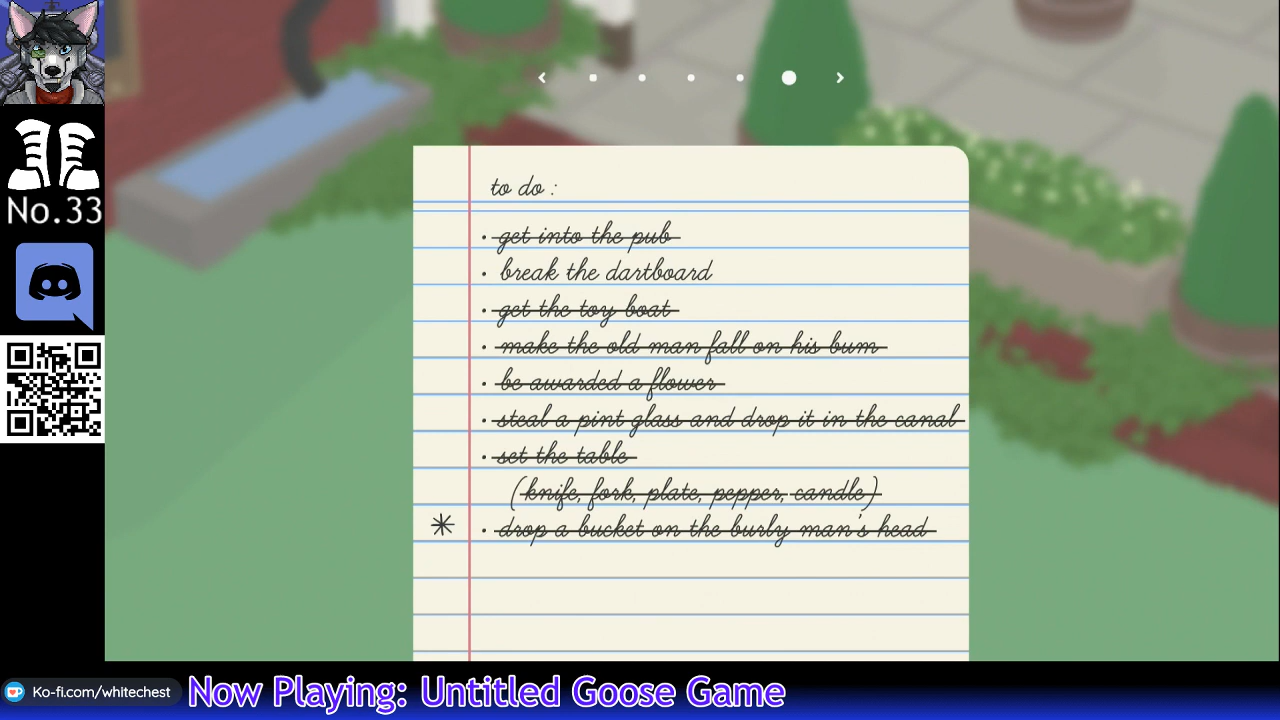 No.33
to do :
· get into the pub
· break the dartboard
· get the toy boat
· make the old man fall on his bum
· be awarded a flower
· steal a pint glass and drop it in the canal
· set the table
(knife, fork, plate, pepper, candle)
* · drop a bucket on the burly man's head
Ko-fi.com/whitechest
Now Playing: Untitled Goose Game